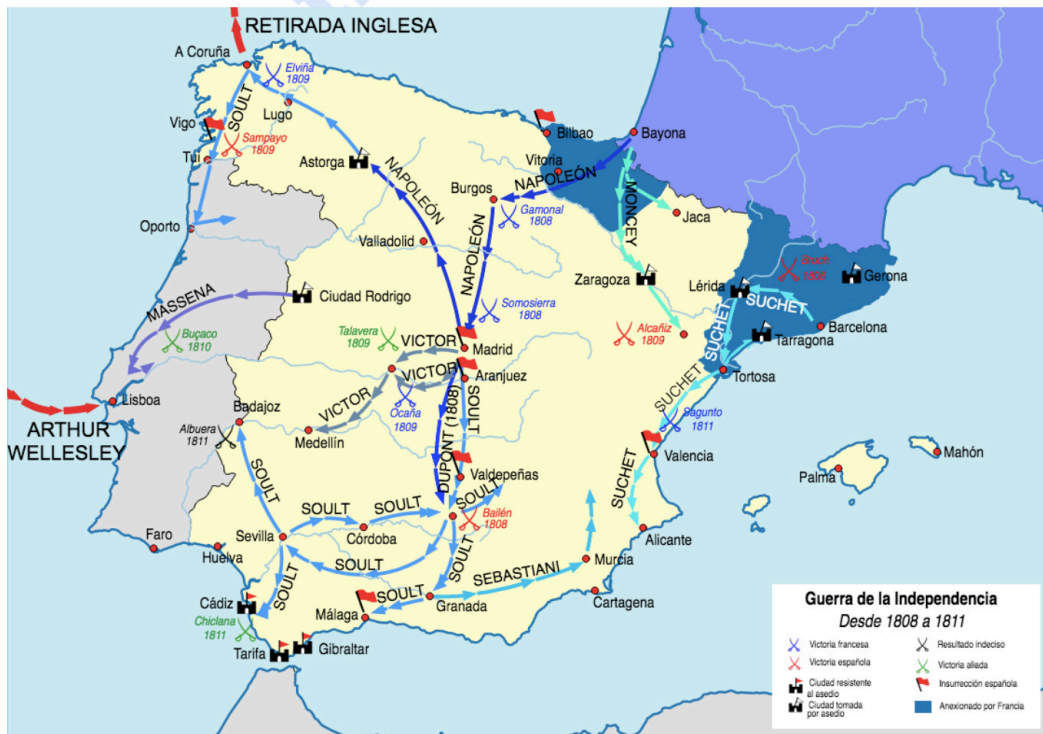 RETIRADA INGLESA
A Coruña
Elviña
1809
Lugo
SOULT
Vigo
Sampayo
1809
Tui
Astorga
NAPOLEÓN
Bilbao
Bayona
Vitoria
NAPOLEÓN
Burgos
Gamonal
1808
MONCEY
Jaca
Oporto
Valladolid
NAPOLEÓN
Zaragoza
Lérida
Gerona
SUCHET
SUCHET
Barcelona
Tarragona
MASSENA
Ciudad Rodrigo
Somosierra
1808
Alcañiz
1809
Buçaco
1810
Talavera
1809
VICTOR
Madrid
VICTOR
Aranjuez
Tortosa
Lisboa
ARTHUR
WELLESLEY
Badajoz
VICTOR
Ocaña
1809
SUCHET
Sagunto
1811
Albuera
1811
Medellín
DUPONT (1808)
SOULT
Valencia
Palma
Mahón
Valdepeñas
SUCHET
SOULT
SOULT
SOULT
SOULT
Bailén
1808
Sevilla
Córdoba
Alicante
Faro
Huelva
SOULT
SOULT
SOULT
SEBASTIANI
Murcia
Cádiz
SOULT
Granada
Cartagena
Málaga
Chiclana
1811
Tarifa
Gibraltar
Guerra de la Independencia
Desde 1808 a 1811
Victoria francesa
Resultado indeciso
Victoria española
Victoria aliada
Ciudad resistente
al asedio
Insurrección española
Ciudad tomada
por asedio
Anexionado por Francia